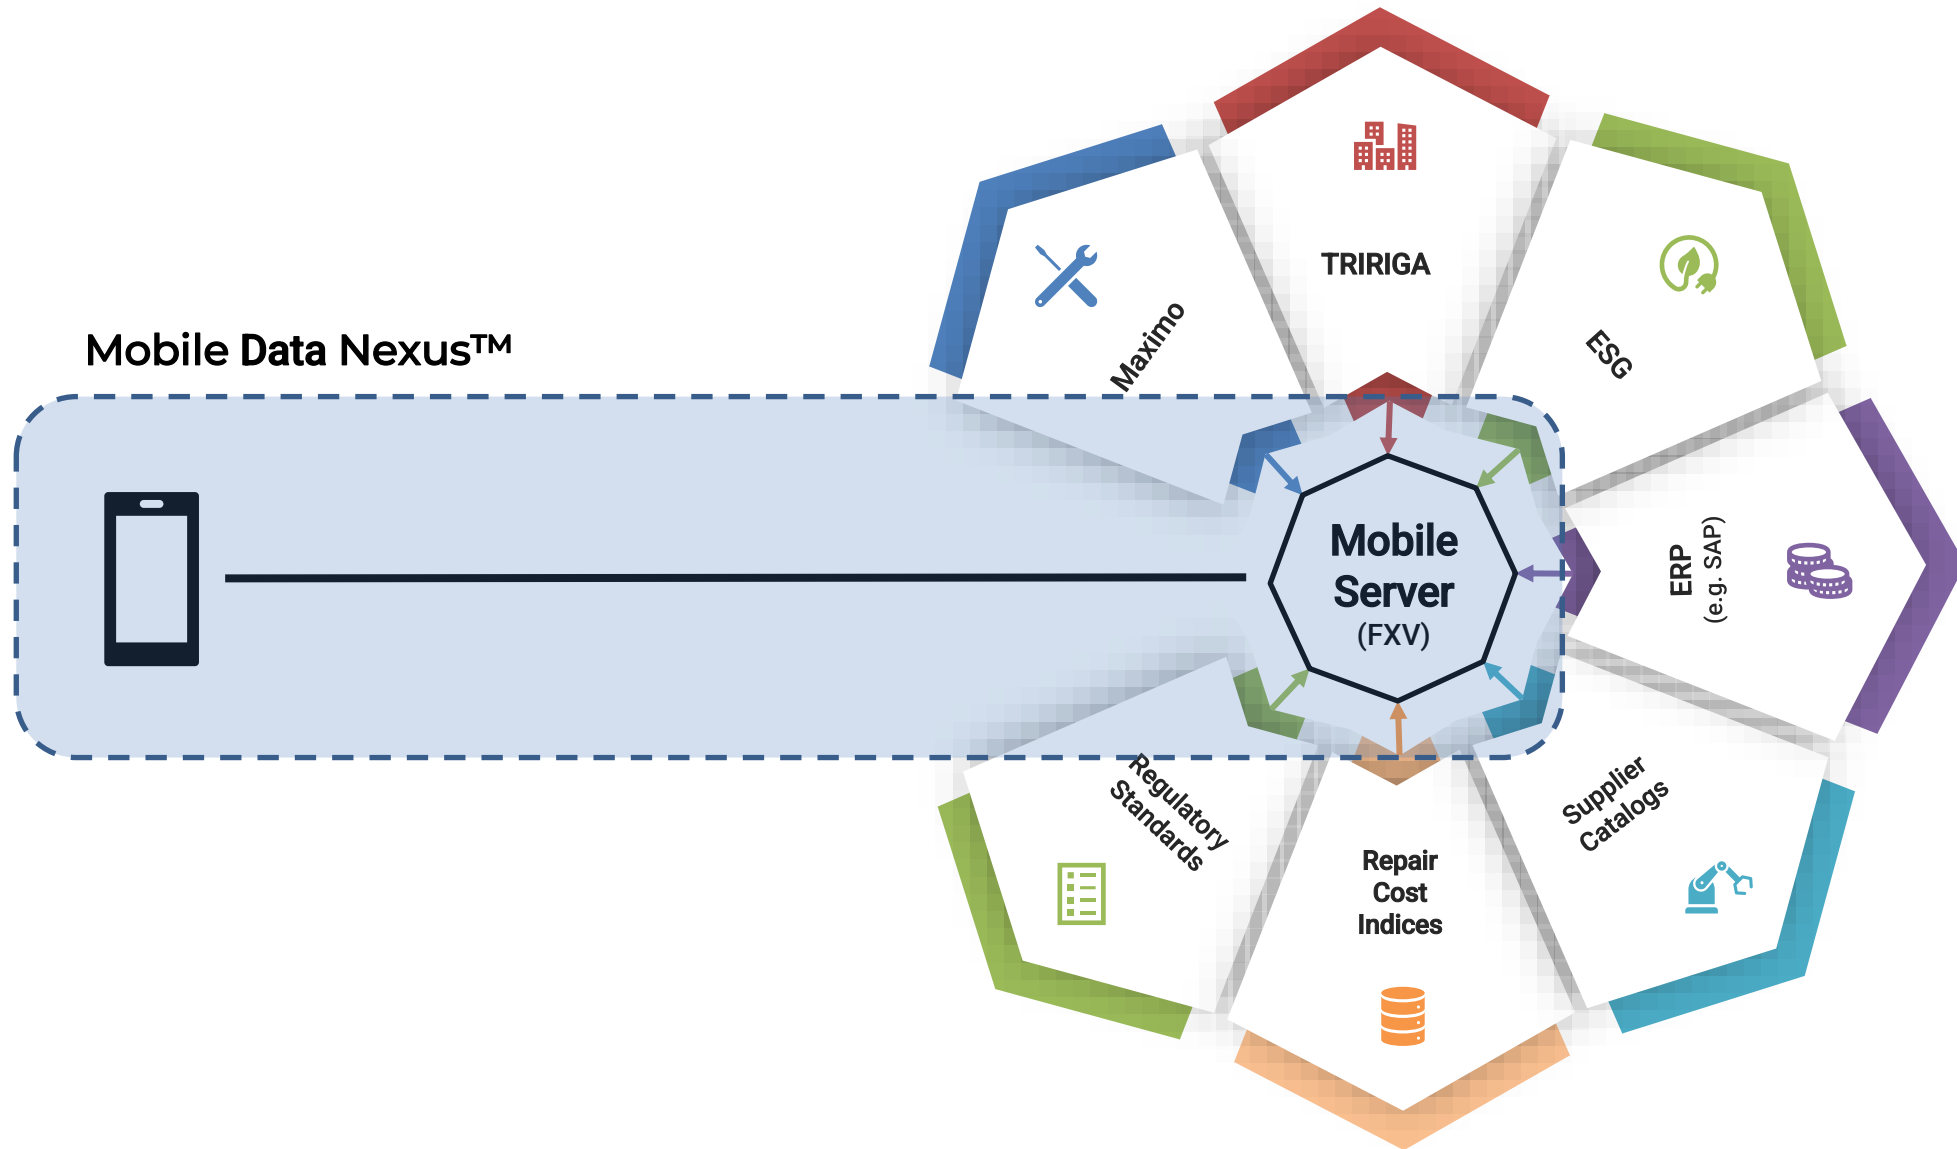 Mobile Data Nexus™
Maximo
TRIRIGA
ESG
ERP
(e.g. SAP)
Supplier
Catalogs
Repair
Cost
Indices
Regulatory
Standards
Mobile
Server
(FXV)